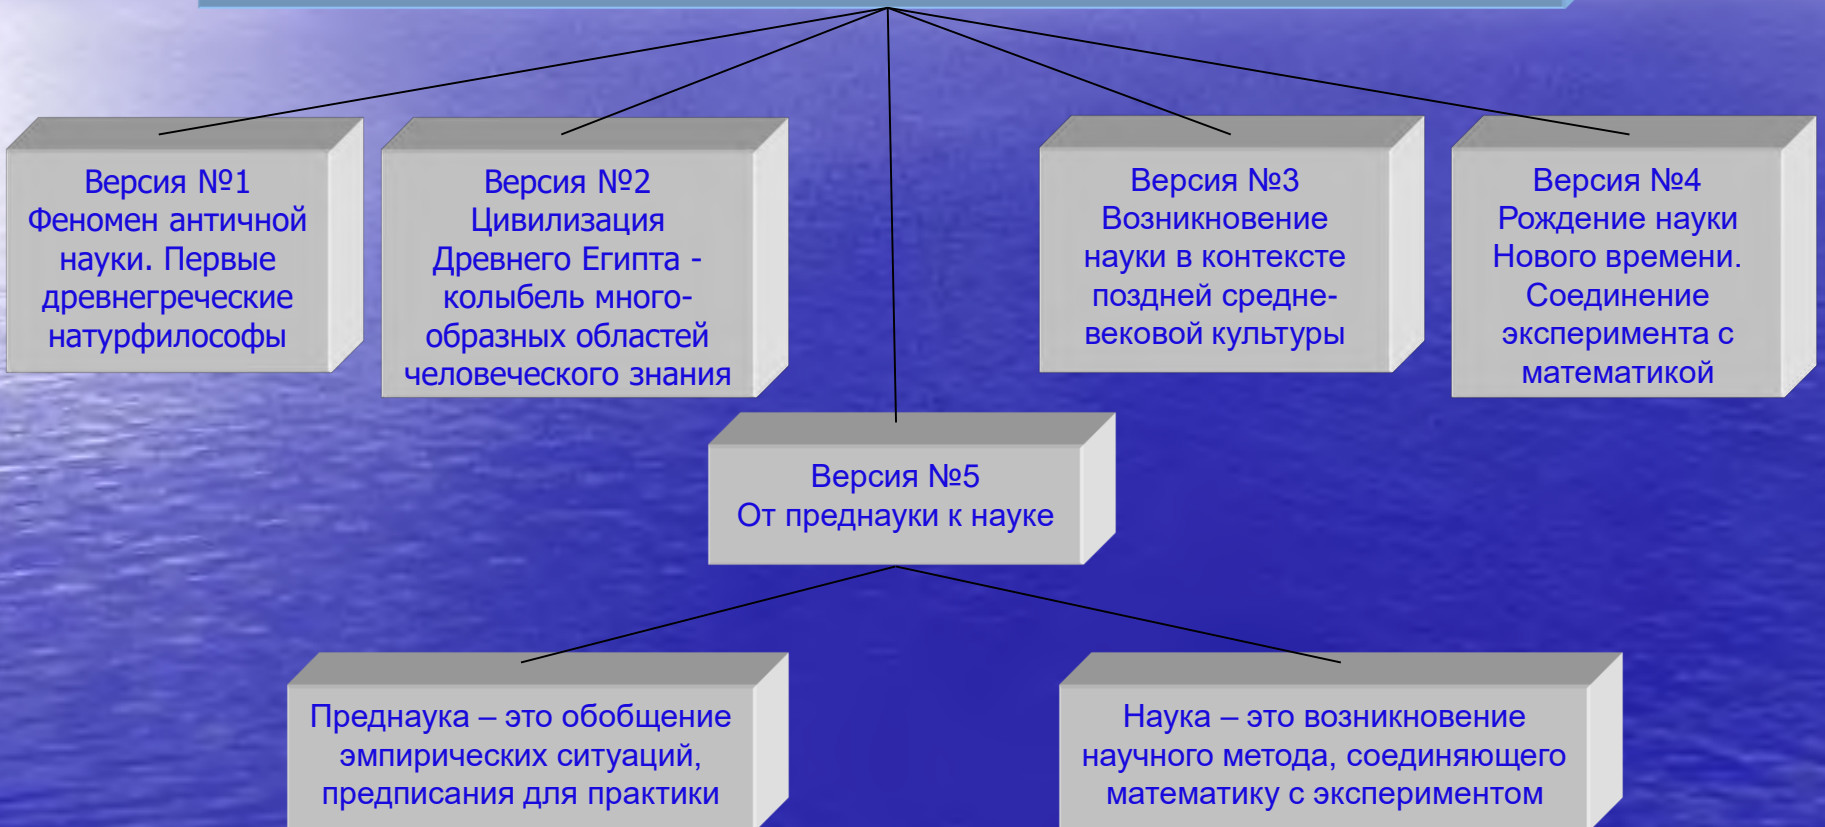 Версия №1
Феномен античной
науки. Первые
древнегреческие
натурфилософы
Версия №2
Цивилизация
Древнего Египта -
колыбель много-
образных областей
человеческого знания
Версия №3
Возникновение
науки в контексте
поздней средне-
вековой культуры
Версия №4
Рождение науки
Нового времени.
Соединение
эксперимента с
математикой
Версия №5
От преднауки к науке
Преднаука – это обобщение
эмпирических ситуаций,
предписания для практики
Наука – это возникновение
научного метода, соединяющего
математику с экспериментом